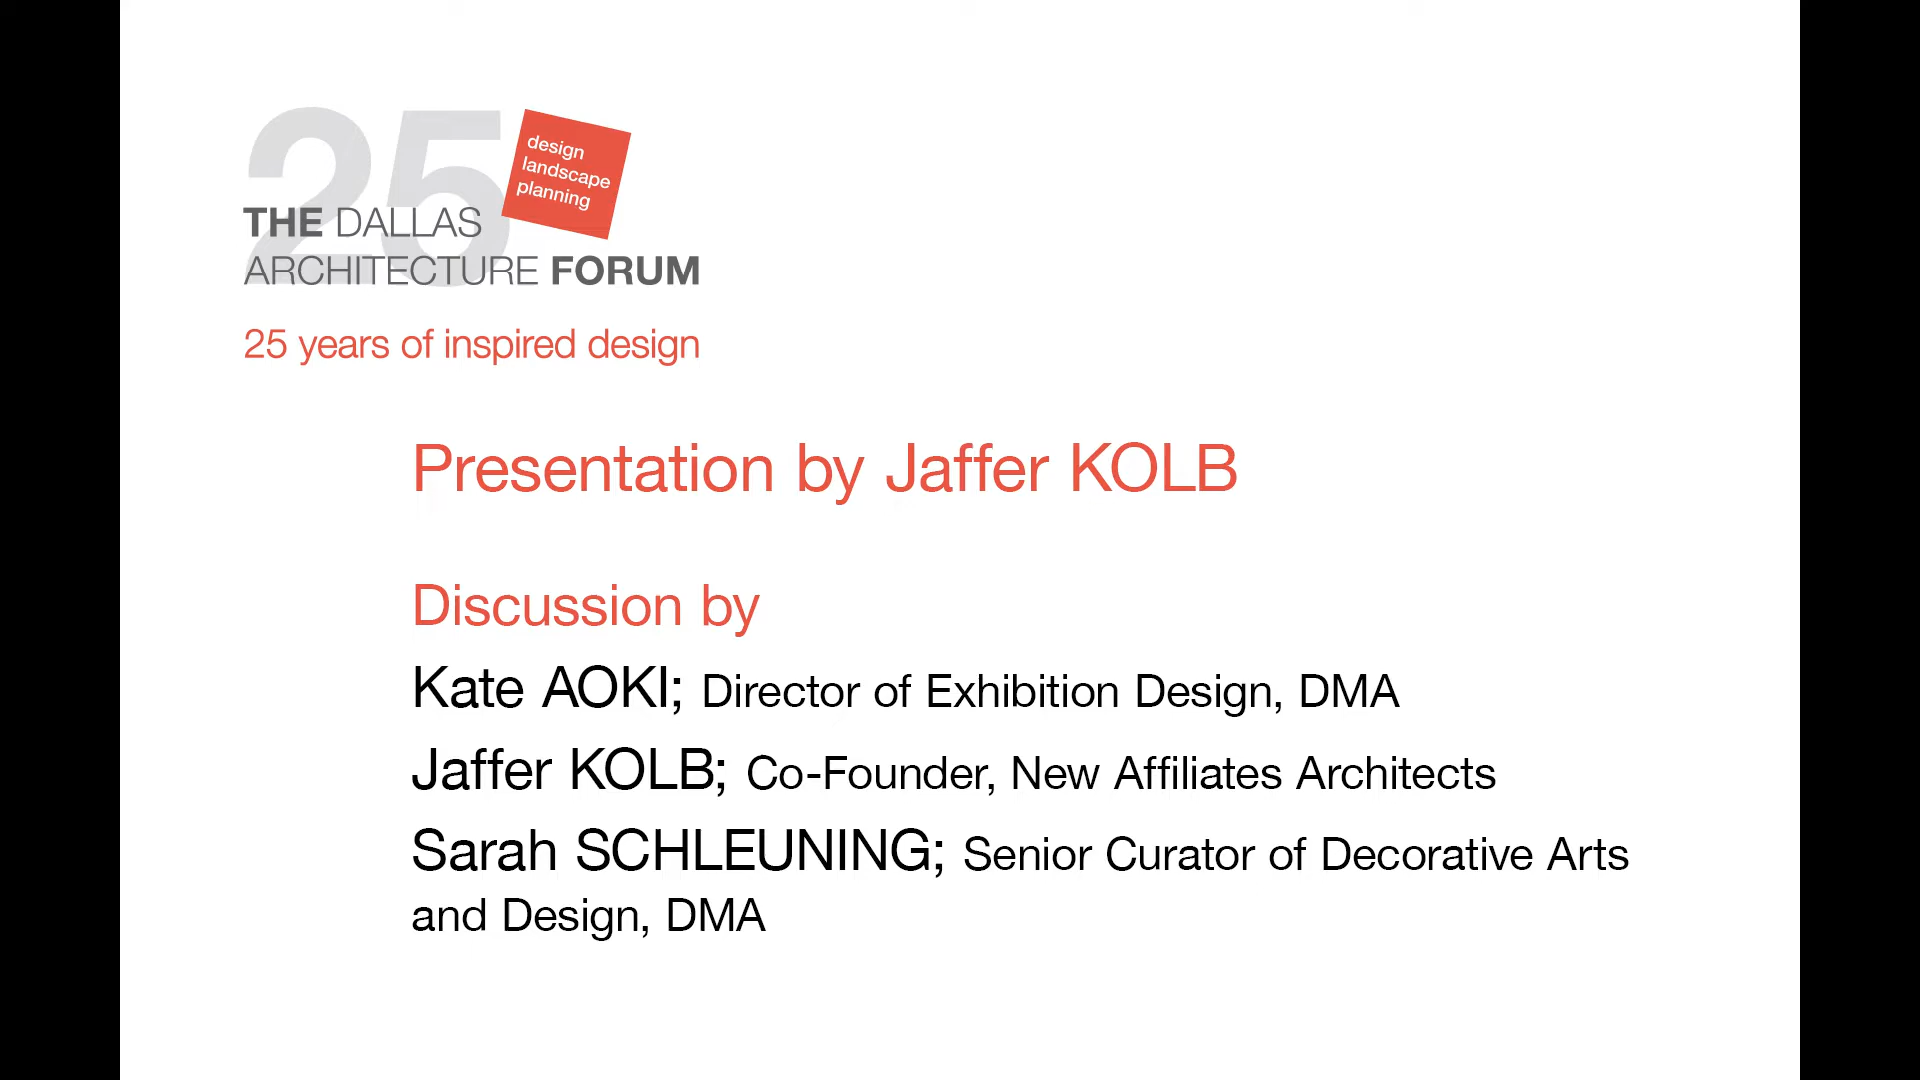 25
design
landscape
planning
THE DALLAS
ARCHITECTURE FORUM
25 years of inspired design
Presentation by Jaffer KOLB
Discussion by
Kate AOKI; Director of Exhibition Design, DMA
Jaffer KOLB; Co-Founder, New Affiliates Architects
Sarah SCHLEUNING; Senior Curator of Decorative Arts
and Design, DMA